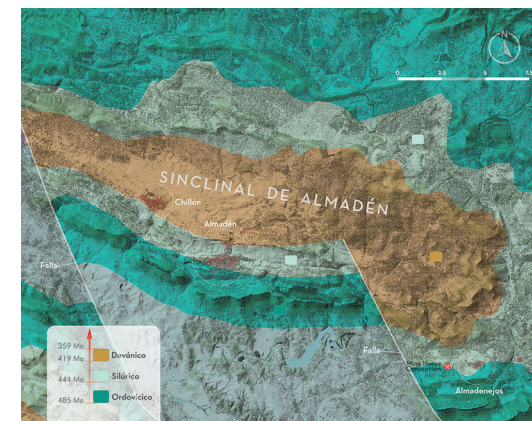 N
0 2.5 5 7.5
SINCLINAL DE ALMADÉN
Chillón
Almadén
Falla
Falla
Mina Nueva
Concepción
Almadenejos
359 Ma
419 Ma Devónico
Silúrico
444 Ma
485 Ma Ordovícico